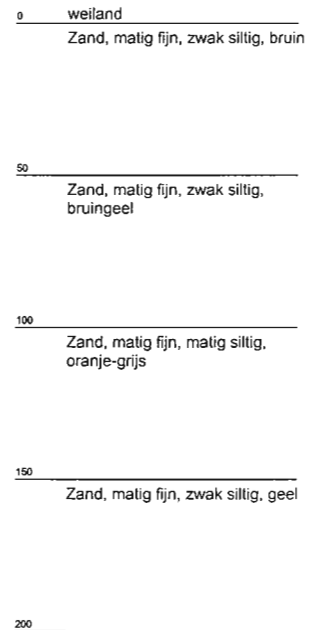 0 weiland
Zand, matig fijn, zwak siltig, bruin
50
Zand, matig fijn, zwak siltig,
bruingeel
100
Zand, matig fijn, matig siltig,
oranje-grijs
150
Zand, matig fijn, zwak siltig, geel
200